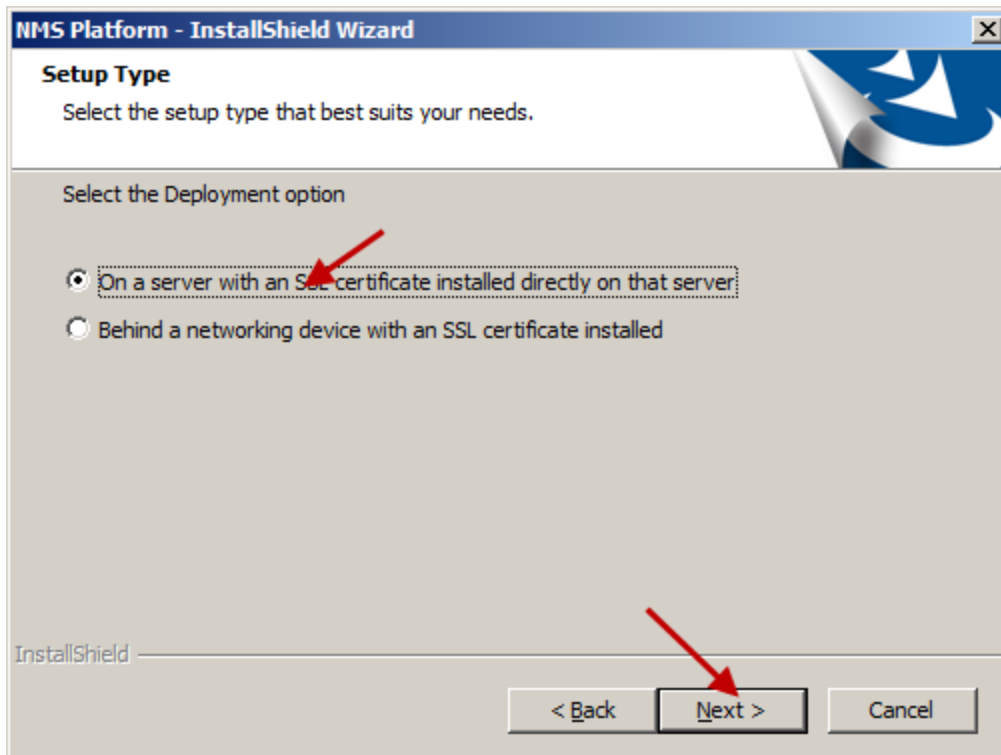 NMS Platform - InstallShield Wizard
Setup Type
Select the setup type that best suits your needs.
Select the Deployment option
On a server with an SSL certificate installed directly on that server
Behind a networking device with an SSL certificate installed
InstallShield
< Back Next > Cancel